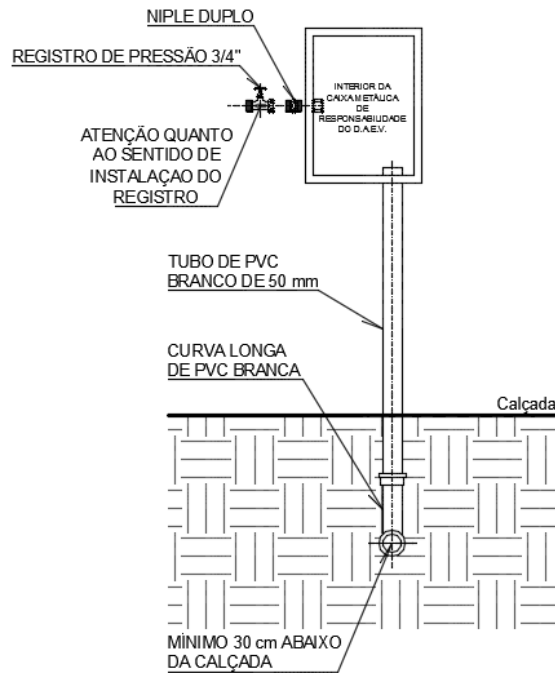 NIPLE DUPLO
REGISTRO DE PRESSÃO 3/4"
INTERIOR DA
CAIXA METÁLICA
DE
RESPONSABILIDADE
DO D.A.E.V.
ATENÇÃO QUANTO
AO SENTIDO DE
INSTALAÇAO DO
REGISTRO
TUBO DE PVC
BRANCO DE 50 mm
CURVA LONGA
DE PVC BRANCA
Calçada
MÍNIMO 30 cm ABAIXO
DA CALÇADA